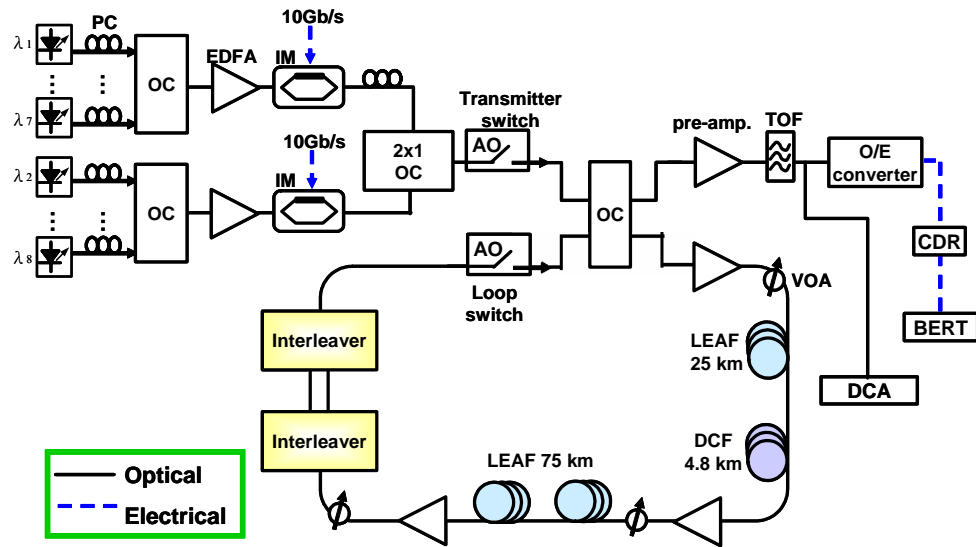 λ1
PC
OC
EDFA
IM
10Gb/s
⋮
⋮
λ7
λ2
OC
IM
10Gb/s
⋮
⋮
λ8
2x1
OC
Transmitter
switch
AO
AO
Loop
switch
OC
pre-amp.
TOF
O/E
converter
CDR
BERT
DCA
VOA
LEAF
25 km
DCF
4.8 km
LEAF 75 km
Interleaver
Interleaver
Optical
Electrical